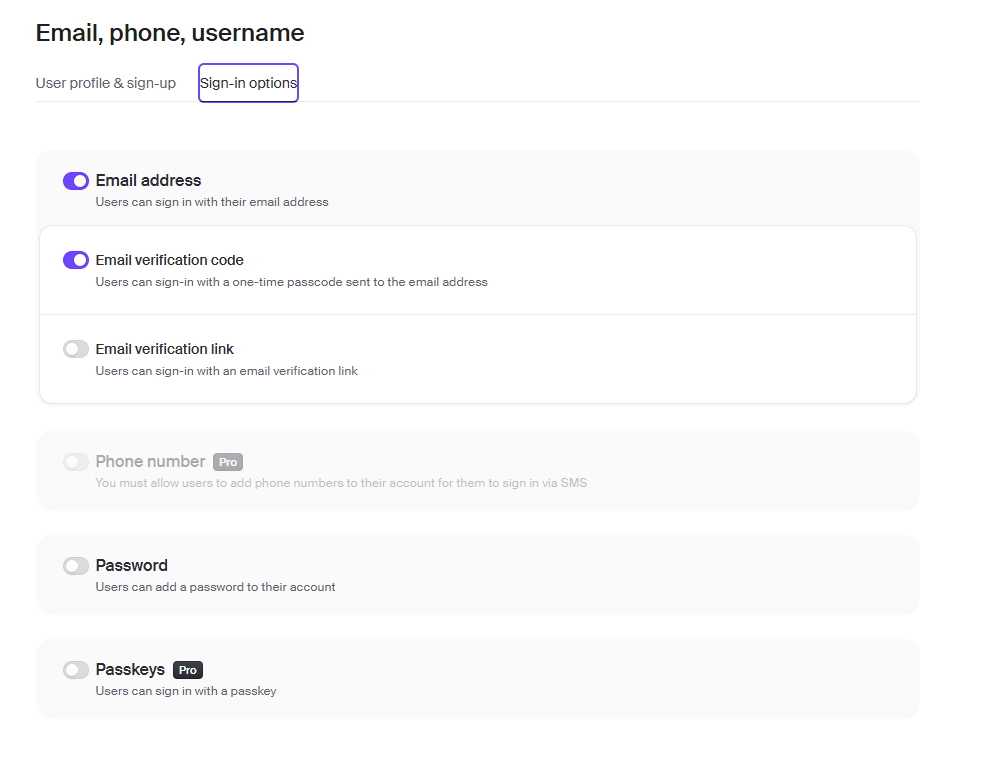 Email, phone, username
User profile & sign-up
Sign-in options
Email address
Users can sign in with their email address
Email verification code
Users can sign-in with a one-time passcode sent to the email address
Email verification link
Users can sign-in with an email verification link
Phone number Pro
You must allow users to add phone numbers to their account for them to sign in via SMS
Password
Users can add a password to their account
Passkeys Pro
Users can sign in with a passkey